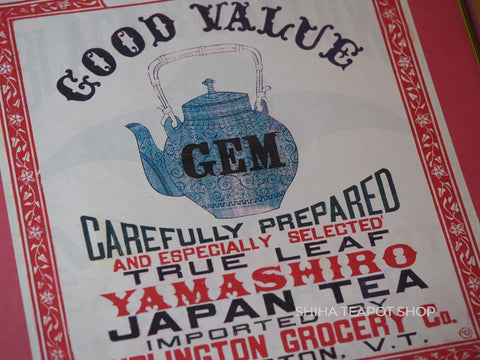 GOOD VALUE
GEM
CAREFULLY PREPARED
AND ESPECIALLY SELECTED
TRUE LEAF
YAMASHIRO
JAPAN TEA
IMPORTED BY
GROCERY Co.
V.T.
SHIHA TEAPOT SHOP